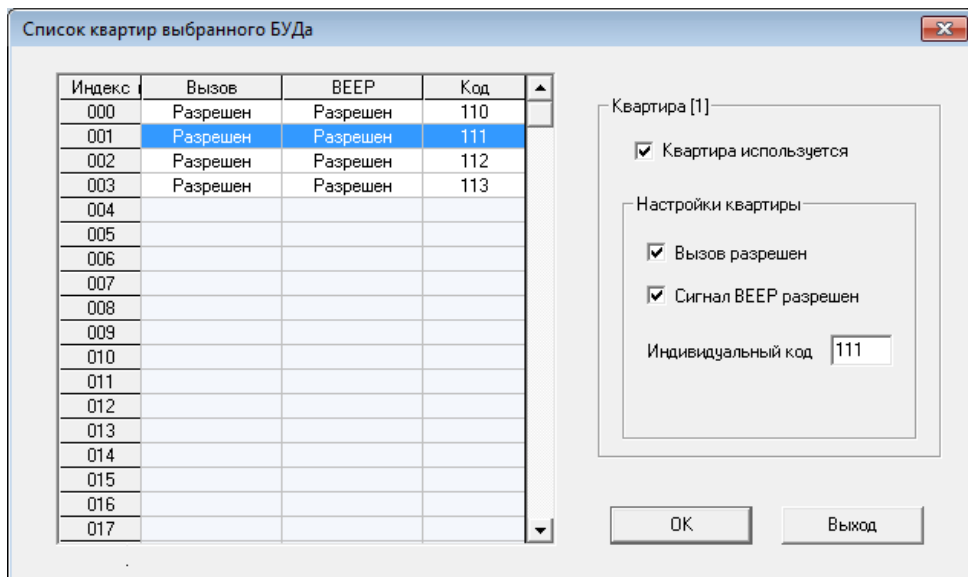 Список квартир выбранного БУДа
Индекс Вызов BEEP Код
000 Разрешен Разрешен 110
001 Разрешен Разрешен 111
002 Разрешен Разрешен 112
003 Разрешен Разрешен 113
004
005
006
007
008
009
010
011
012
013
014
015
016
017
Квартира [1]
Квартира используется
Настройки квартиры
Вызов разрешен
Сигнал BEEP разрешен
Индивидуальный код 111
OK Выход